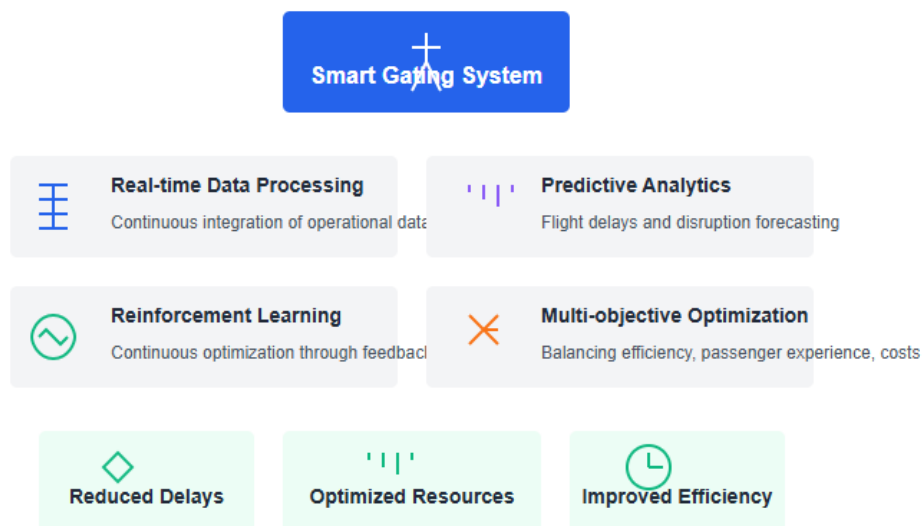 Smart Gating System
Real-time Data Processing
Continuous integration of operational data
Predictive Analytics
Flight delays and disruption forecasting
Reinforcement Learning
Continuous optimization through feedback
Multi-objective Optimization
Balancing efficiency, passenger experience, costs
Reduced Delays
Optimized Resources
Improved Efficiency